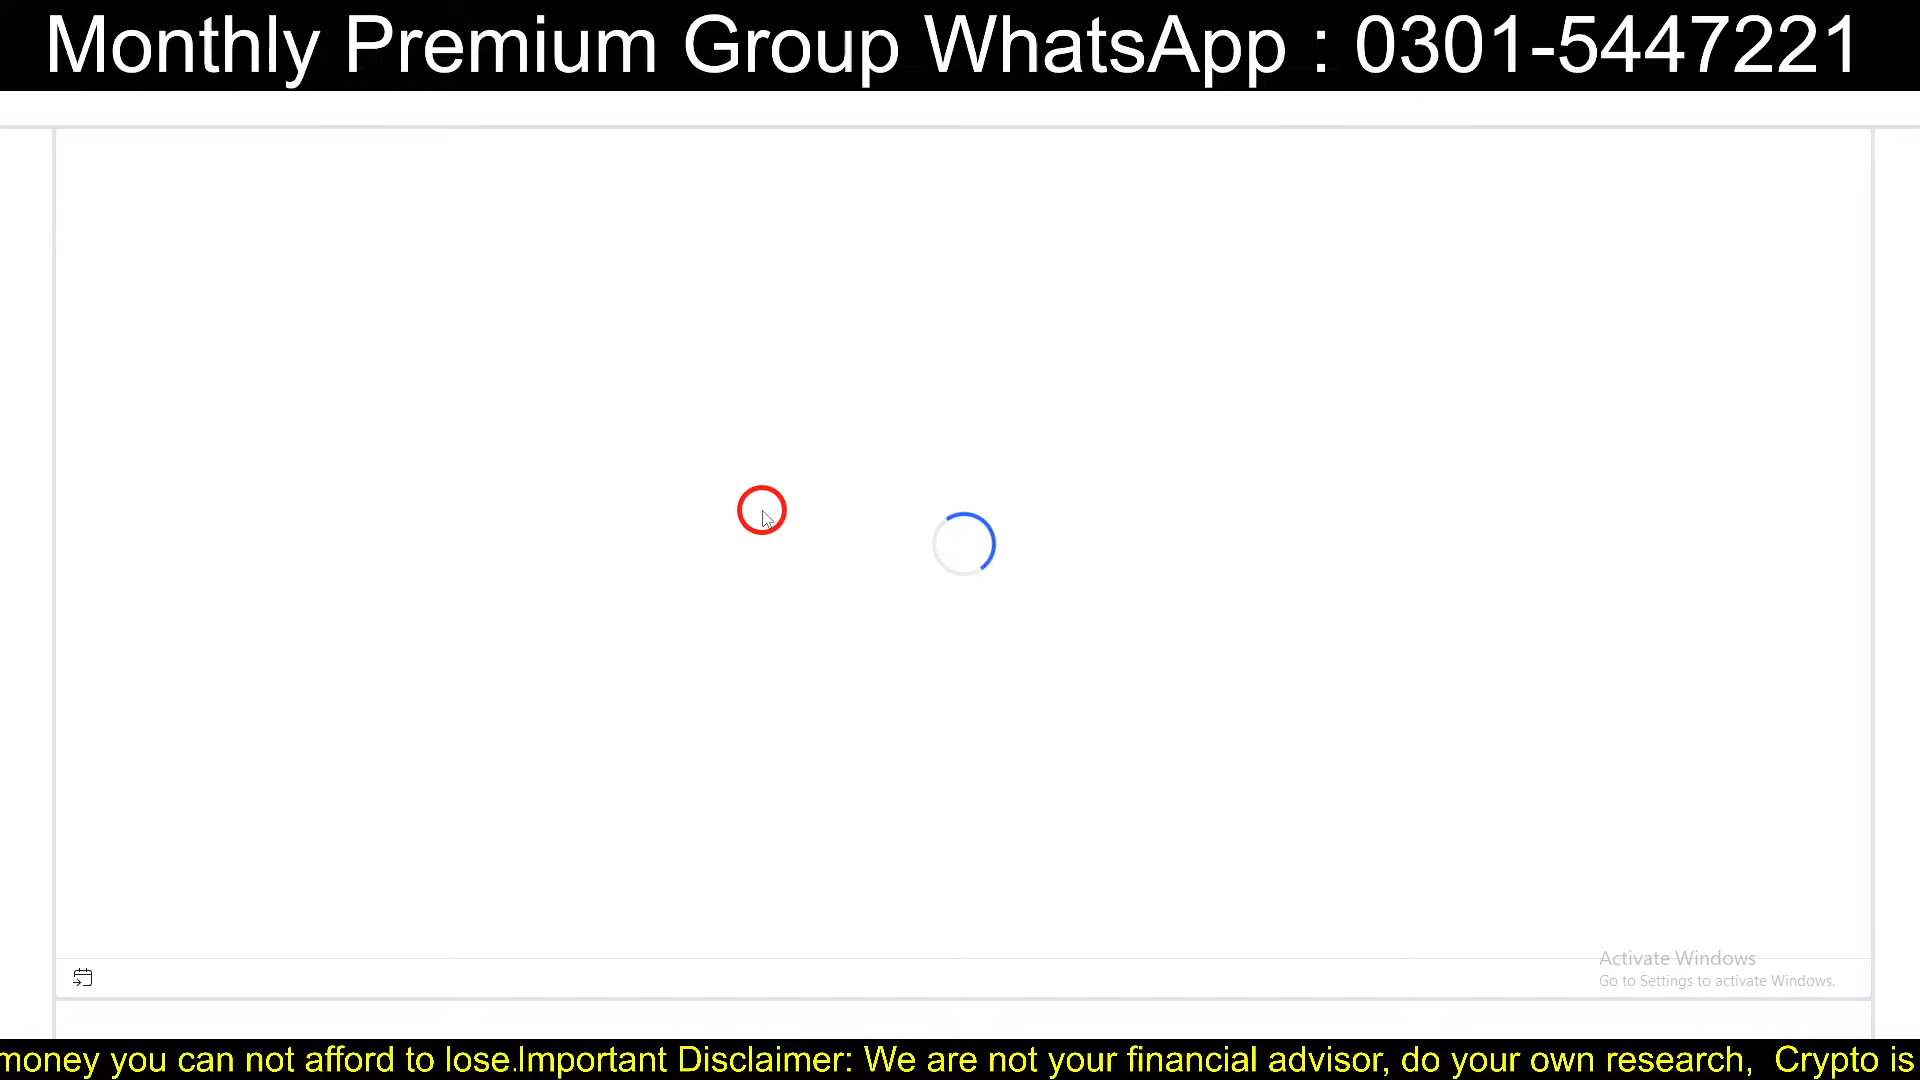 Monthly Premium Group WhatsApp : 0301-5447221
Activate Windows
Go to Settings to activate Windows.
money you can not afford to lose.Important Disclaimer: We are not your financial advisor, do your own research,  Crypto is